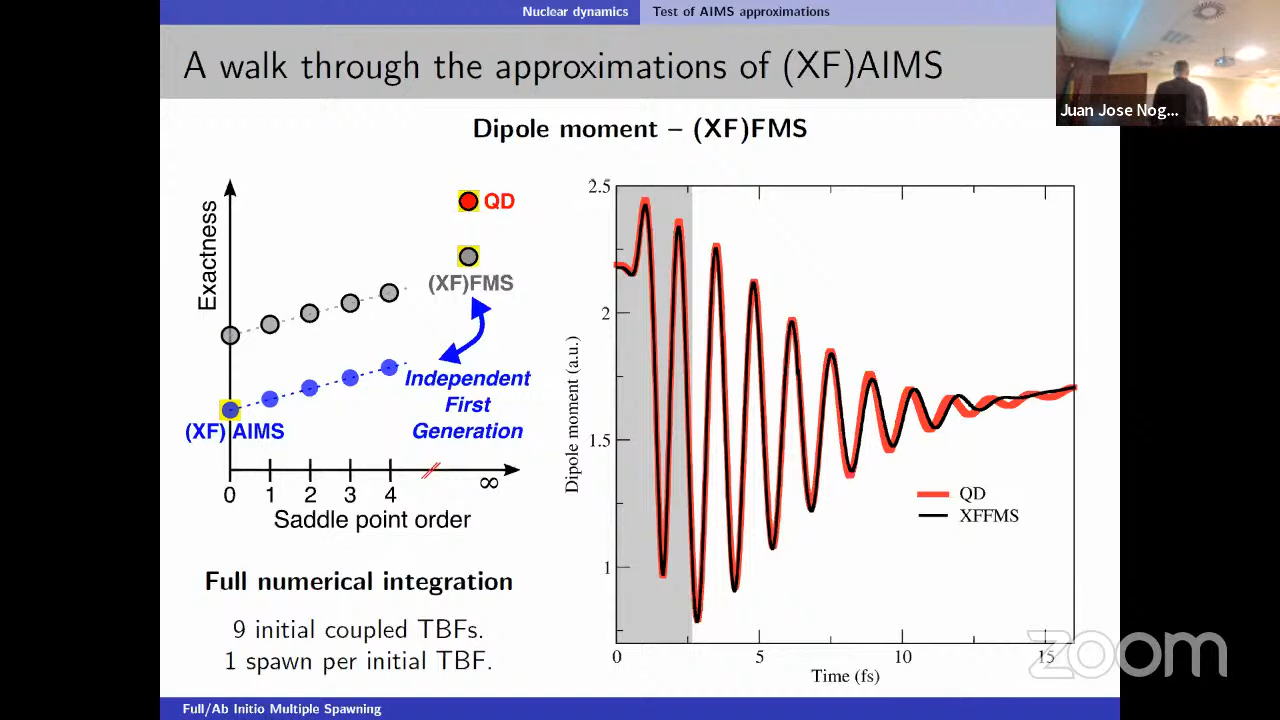 Nuclear dynamics
Test of AIMS approximations
A walk through the approximations of (XF)AIMS
Juan Jose Nog...
Dipole moment – (XF)FMS
Exactness
QD
(XF)FMS
Independent
First
Generation
(XF) AIMS
0 1 2 3 4 ∞
Saddle point order
Full numerical integration
9 initial coupled TBFs.
1 spawn per initial TBF.
2.5
2
1.5
1
Dipole moment (a.u.)
QD
XFFMS
0 5 10 15
Time (fs)
zoom
Full/Ab Initio Multiple Spawning